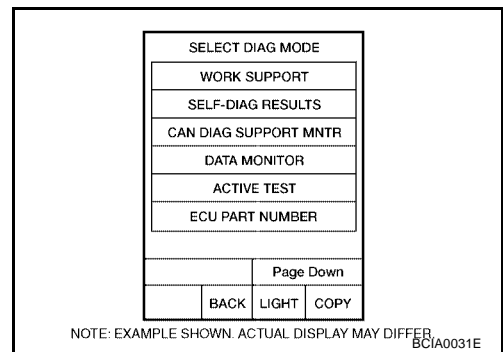 SELECT DIAG MODE
WORK SUPPORT
SELF-DIAG RESULTS
CAN DIAG SUPPORT MNTR
DATA MONITOR
ACTIVE TEST
ECU PART NUMBER
Page Down
BACK LIGHT COPY
NOTE: EXAMPLE SHOWN. ACTUAL DISPLAY MAY DIFFER.
BCIA0031E